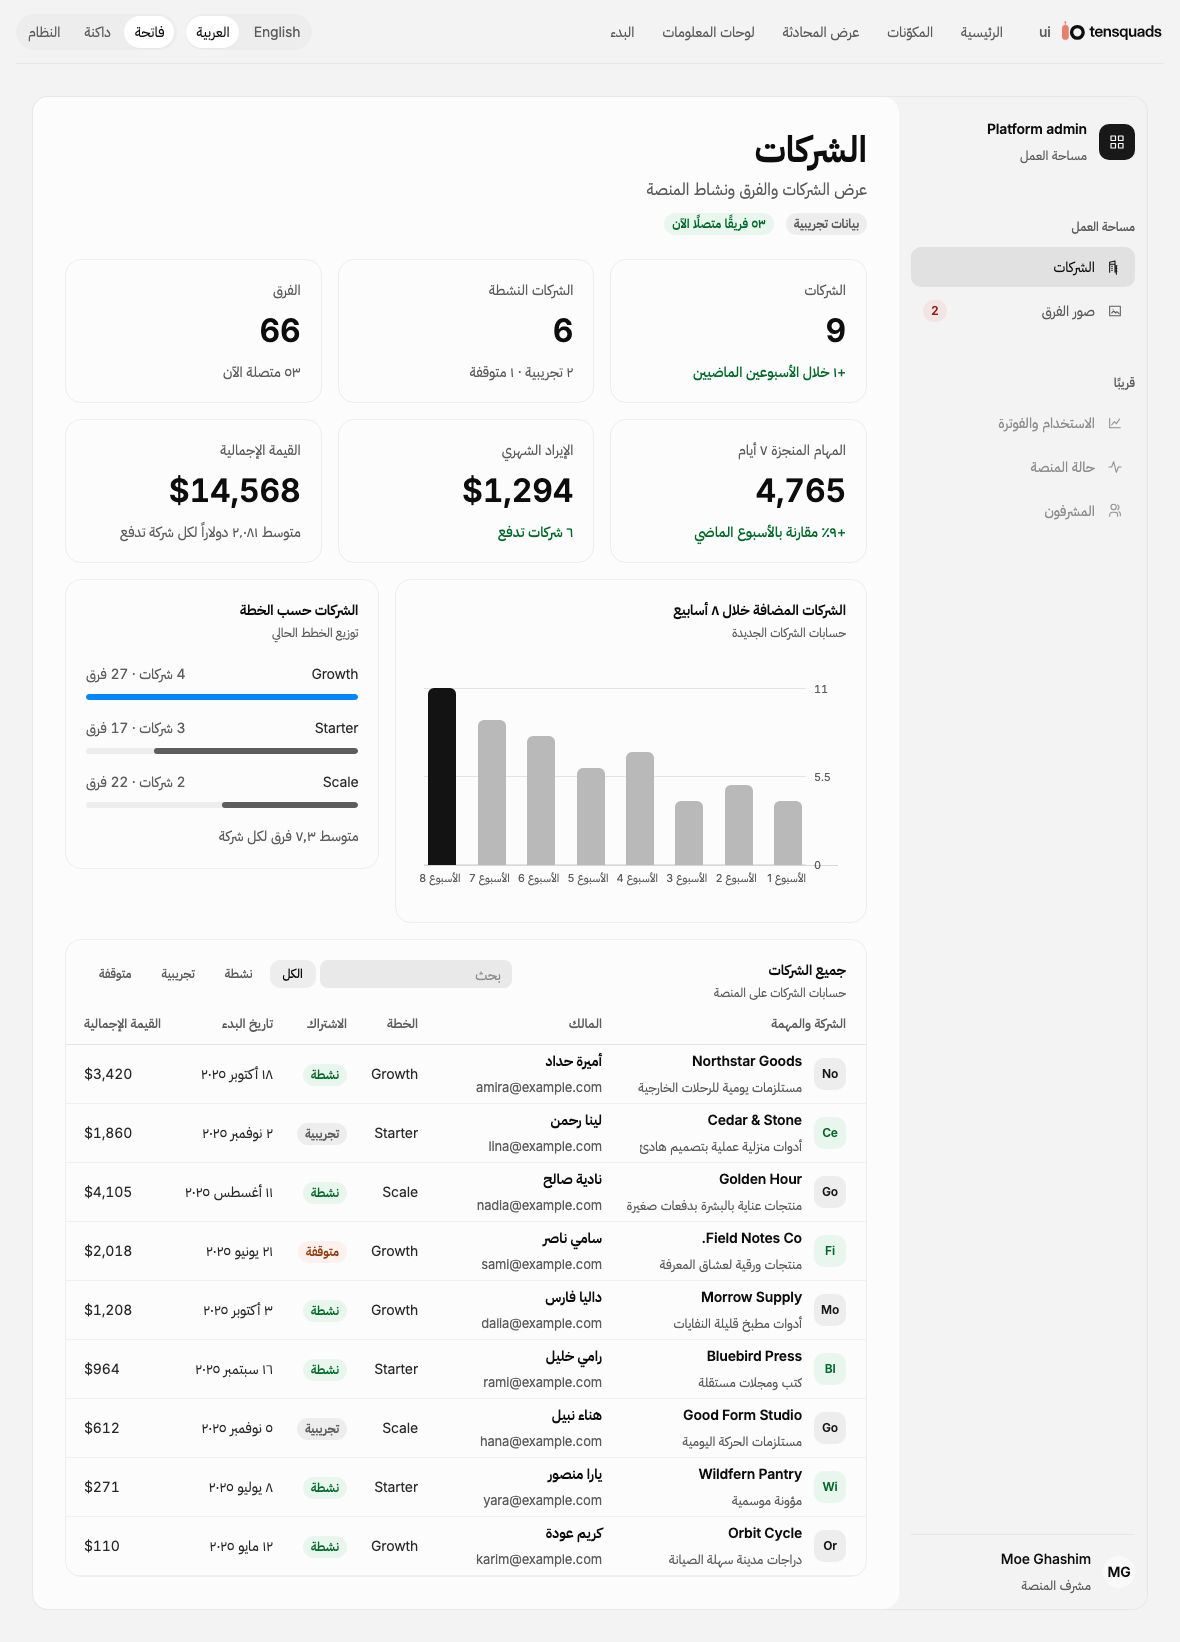 tensquads ui
الرئيسية المكوّنات عرض المحادثة لوحات المعلومات البدء
English العربية
فاتحة داكنة النظام
Platform admin
مساحة العمل
مساحة العمل
الشركات
صور الفرق 2
قريبًا
الاستخدام والفوترة
حالة المنصة
المشرفون
MG Moe Ghashim
مشرف المنصة
الشركات
عرض الشركات والفرق ونشاط المنصة
بيانات تجريبية ٥٣ فريقًا متصلًا الآن
الشركات
9
+١ خلال الأسبوعين الماضيين
الشركات النشطة
6
٢ تجريبية · ١ متوقفة
الفرق
66
٥٣ متصلة الآن
المهام المنجزة ٧ أيام
4,765
+٩٪ مقارنة بالأسبوع الماضي
الإيراد الشهري
$1,294
٦ شركات تدفع
القيمة الإجمالية
$14,568
متوسط ٢,٠٨١ دولاراً لكل شركة تدفع
الشركات المضافة خلال ٨ أسابيع
حسابات الشركات الجديدة
11
5.5
0
الأسبوع 1 الأسبوع 2 الأسبوع 3 الأسبوع 4 الأسبوع 5 الأسبوع 6 الأسبوع 7 الأسبوع 8
الشركات حسب الخطة
توزيع الخطط الحالي
Growth 4 شركات · 27 فرق
Starter 3 شركات · 17 فرق
Scale 2 شركات · 22 فرق
متوسط ٧,٣ فرق لكل شركة
جميع الشركات
حسابات الشركات على المنصة
بحث الكل نشطة تجريبية متوقفة
الشركة والمهمة المالك الخطة الاشتراك تاريخ البدء القيمة الإجمالية
No Northstar Goods أميرة حداد Growth نشطة ١٨ أكتوبر ٢٠٢٥ $3,420
مستلزمات يومية للرحلات الخارجية amira@example.com
Ce Cedar & Stone لينا رحمن Starter تجريبية ٢ نوفمبر ٢٠٢٥ $1,860
أدوات منزلية عملية بتصميم هادئ lina@example.com
Go Golden Hour نادية صالح Scale نشطة ١١ أغسطس ٢٠٢٥ $4,105
منتجات عناية بالبشرة بدفعات صغيرة nadia@example.com
Fi Field Notes Co. سامي ناصر Growth متوقفة ٢١ يونيو ٢٠٢٥ $2,018
منتجات ورقية لعشاق المعرفة sami@example.com
Mo Morrow Supply داليا فارس Growth نشطة ٣ أكتوبر ٢٠٢٥ $1,208
أدوات مطبخ قليلة النفايات dalia@example.com
Bl Bluebird Press رامي خليل Starter نشطة ١٦ سبتمبر ٢٠٢٥ $964
كتب ومجلات مستقلة rami@example.com
Go Good Form Studio هناء نبيل Scale تجريبية ٥ نوفمبر ٢٠٢٥ $612
مستلزمات الحركة اليومية hana@example.com
Wi Wildfern Pantry يارا منصور Starter نشطة ٨ يوليو ٢٠٢٥ $271
مؤونة موسمية yara@example.com
Or Orbit Cycle كريم عودة Growth نشطة ١٢ مايو ٢٠٢٥ $110
دراجات مدينة سهلة الصيانة karim@example.com